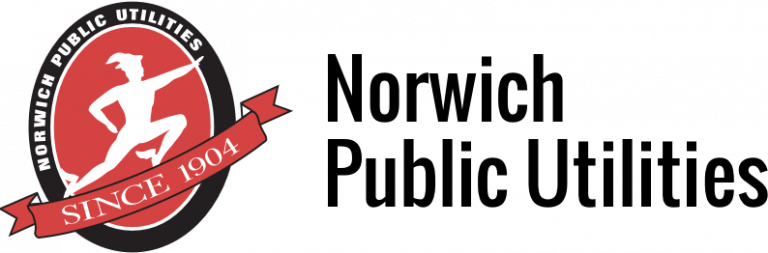 NORWICH PUBLIC UTILITIES
SINCE 1904
Norwich
Public Utilities